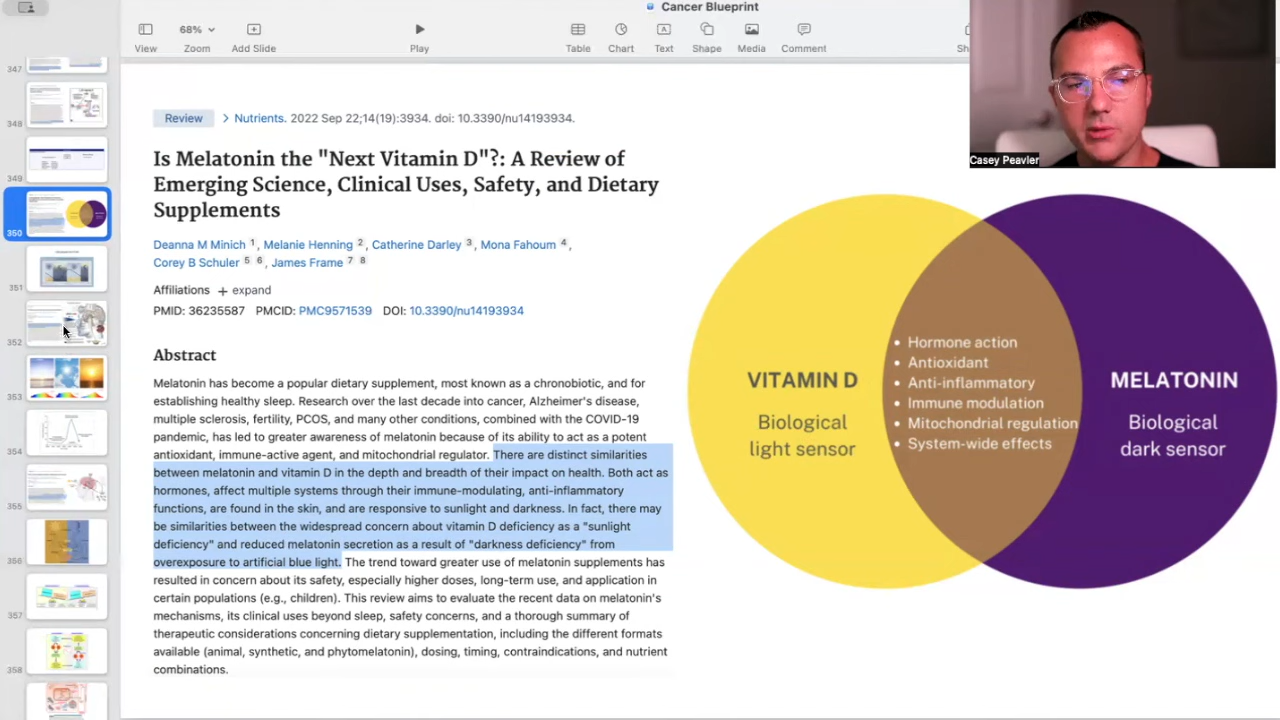 Cancer Blueprint
68%
View
Zoom
Add Slide
Play
Table
Chart
Text
Shape
Media
Comment
Casey Peavler
347
348
349
350
351
352
353
354
355
356
357
358
Review
> Nutrients. 2022 Sep 22;14(19):3934. doi: 10.3390/nu14193934.
Is Melatonin the "Next Vitamin D"?: A Review of
Emerging Science, Clinical Uses, Safety, and Dietary
Supplements
Deanna M Minich 1, Melanie Henning 2, Catherine Darley 3, Mona Fahoum 4,
Corey B Schuler 5 6, James Frame 7 8
Affiliations + expand
PMID: 36235587 PMCID: PMC9571539 DOI: 10.3390/nu14193934
Abstract
Melatonin has become a popular dietary supplement, most known as a chronobiotic, and for
establishing healthy sleep. Research over the last decade into cancer, Alzheimer's disease,
multiple sclerosis, fertility, PCOS, and many other conditions, combined with the COVID-19
pandemic, has led to greater awareness of melatonin because of its ability to act as a potent
antioxidant, immune-active agent, and mitochondrial regulator. There are distinct similarities
between melatonin and vitamin D in the depth and breadth of their impact on health. Both act as
hormones, affect multiple systems through their immune-modulating, anti-inflammatory
functions, are found in the skin, and are responsive to sunlight and darkness. In fact, there may
be similarities between the widespread concern about vitamin D deficiency as a "sunlight
deficiency" and reduced melatonin secretion as a result of "darkness deficiency" from
overexposure to artificial blue light. The trend toward greater use of melatonin supplements has
resulted in concern about its safety, especially higher doses, long-term use, and application in
certain populations (e.g., children). This review aims to evaluate the recent data on melatonin's
mechanisms, its clinical uses beyond sleep, safety concerns, and a thorough summary of
therapeutic considerations concerning dietary supplementation, including the different formats
available (animal, synthetic, and phytomelatonin), dosing, timing, contraindications, and nutrient
combinations.
VITAMIN D
Biological
light sensor
• Hormone action
• Antioxidant
• Anti-inflammatory
• Immune modulation
• Mitochondrial regulation
• System-wide effects
MELATONIN
Biological
dark sensor